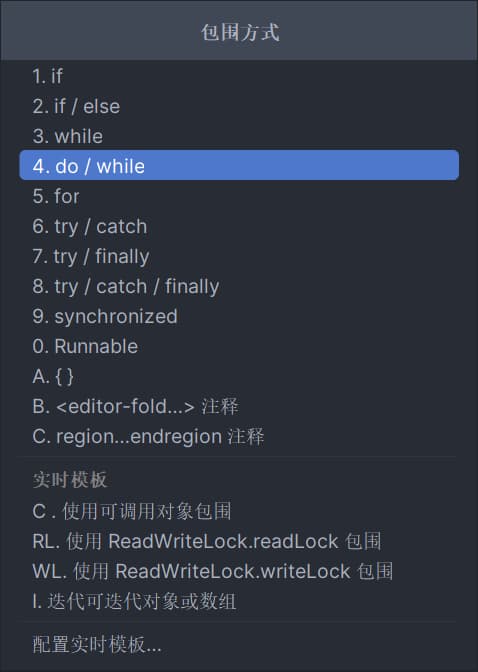 包围方式
1. if
2. if / else
3. while
4. do / while
5. for
6. try / catch
7. try / finally
8. try / catch / finally
9. synchronized
0. Runnable
A. { }
B. <editor-fold...> 注释
C. region...endregion 注释
实时模板
C . 使用可调用对象包围
RL. 使用 ReadWriteLock.readLock 包围
WL. 使用 ReadWriteLock.writeLock 包围
I. 迭代可迭代对象或数组
配置实时模板...